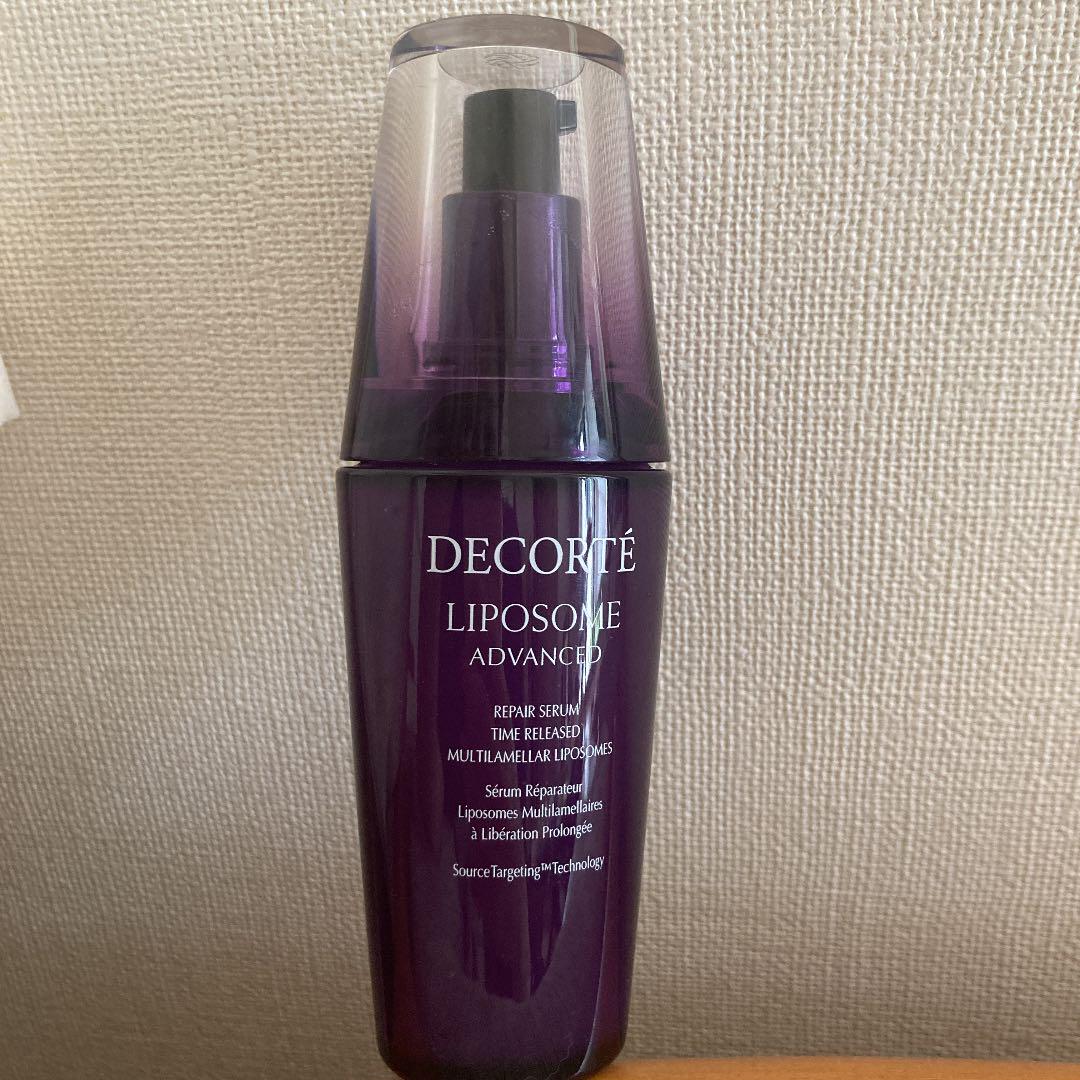 DECORTÉ
LIPOSOME
ADVANCED
REPAIR SERUM
TIME RELEASED
MULTILAMELLAR LIPOSOMES
Sérum Réparateur
Liposomes Multilamellaires
à Libération Prolongée
SourceTargeting™Technology